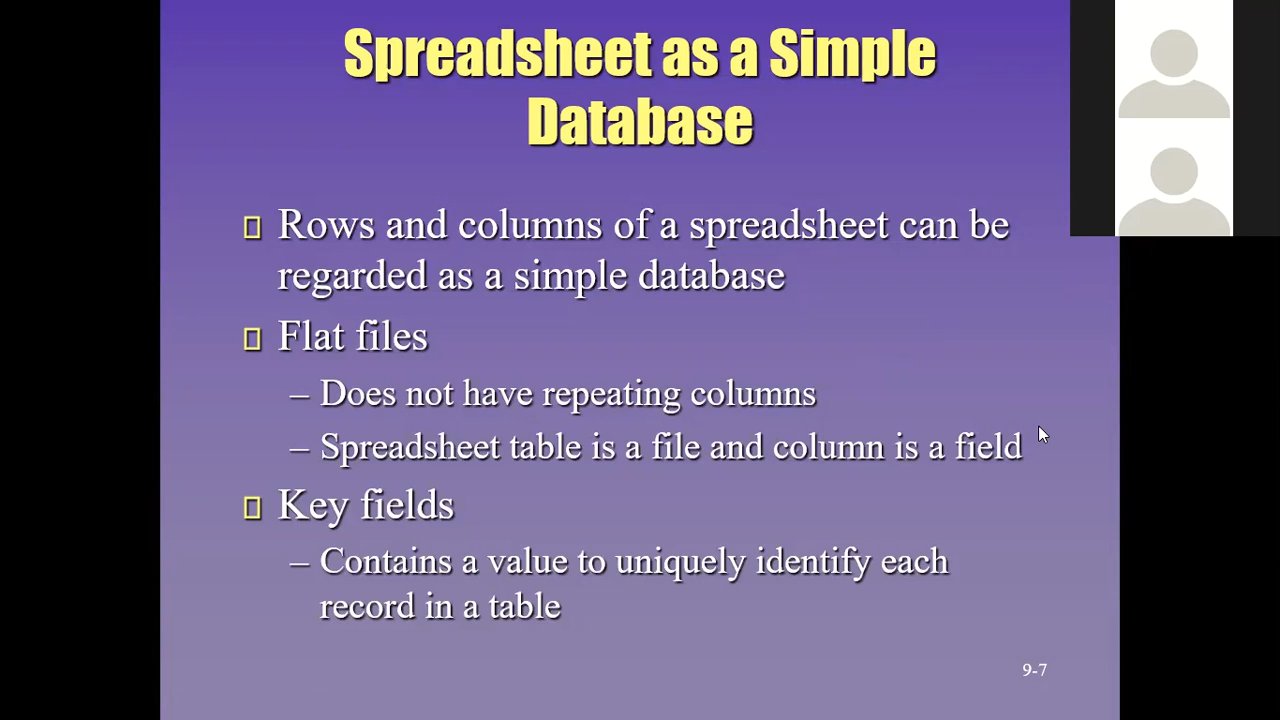 Spreadsheet as a Simple
Database
Rows and columns of a spreadsheet can be
regarded as a simple database
Flat files
– Does not have repeating columns
– Spreadsheet table is a file and column is a field
Key fields
– Contains a value to uniquely identify each
record in a table
9-7